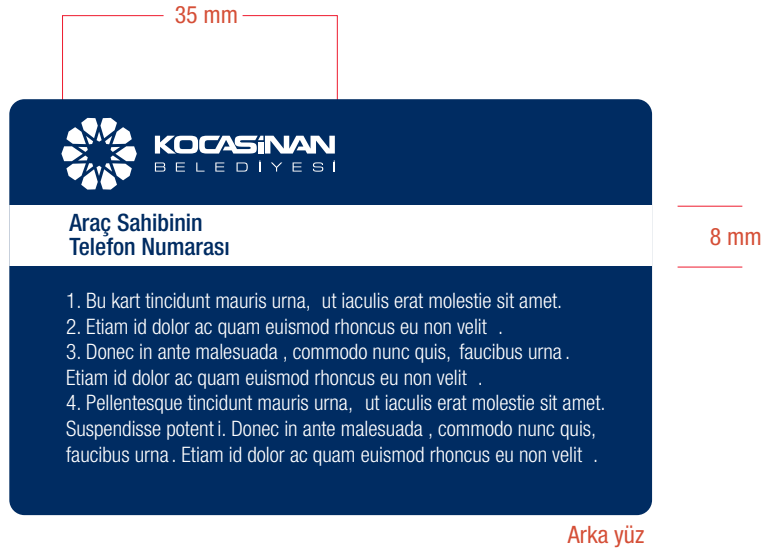 35 mm
KOCASİNAN
BELEDİYESİ
Araç Sahibinin
Telefon Numarası
8 mm
1. Bu kart tincidunt mauris urna, ut iaculis erat molestie sit amet.
2. Etiam id dolor ac quam euismod rhoncus eu non velit .
3. Donec in ante malesuada , commodo nunc quis, faucibus urna .
Etiam id dolor ac quam euismod rhoncus eu non velit .
4. Pellentesque tincidunt mauris urna, ut iaculis erat molestie sit amet.
Suspendisse potent i. Donec in ante malesuada , commodo nunc quis,
faucibus urna . Etiam id dolor ac quam euismod rhoncus eu non velit .
Arka yüz